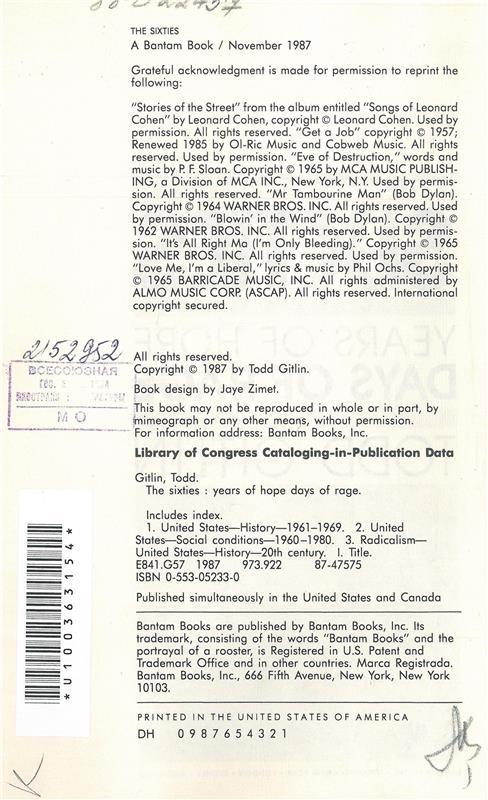 THE SIXTIES
A Bantam Book / November 1987
Grateful acknowledgment is made for permission to reprint the
following:
"Stories of the Street" from the album entitled "Songs of Leonard
Cohen" by Leonard Cohen, copyright © Leonard Cohen. Used by
permission. All rights reserved. "Get a Job" copyright © 1957;
Renewed 1985 by Ol-Ric Music and Cobweb Music. All rights
reserved. Used by permission. "Eve of Destruction," words and
music by P. F. Sloan. Copyright © 1965 by MCA MUSIC PUBLISH-
ING, a Division of MCA INC., New York, N.Y. Used by permis-
sion. All rights reserved. "Mr Tambourine Man" (Bob Dylan).
Copyright © 1964 WARNER BROS. INC. All rights reserved. Used
by permission. "Blowin' in the Wind" (Bob Dylan). Copyright ©
1962 WARNER BROS. INC. All rights reserved. Used by permis-
sion. "It's All Right Ma (I'm Only Bleeding)." Copyright © 1965
WARNER BROS. INC. All rights reserved. Used by permission.
"Love Me, I'm a Liberal," lyrics & music by Phil Ochs. Copyright
© 1965 BARRICADE MUSIC, INC. All rights administered by
ALMO MUSIC CORP. (ASCAP). All rights reserved. International
copyright secured.
2152952
ВСЕСОЮЗНАЯ
МО
All rights reserved.
Copyright © 1987 by Todd Gitlin.
Book design by Jaye Zimet.
This book may not be reproduced in whole or in part, by
mimeograph or any other means, without permission.
For information address: Bantam Books, Inc.
Library of Congress Cataloging-in-Publication Data
Gitlin, Todd.
The sixties : years of hope days of rage.
Includes index.
1. United States—History—1961–1969. 2. United
States—Social conditions—1960–1980. 3. Radicalism—
United States—History—20th century. I. Title.
E841.G57 1987 973.922 87-47575
ISBN 0-553-05233-0
Published simultaneously in the United States and Canada
*U100363154*
Bantam Books are published by Bantam Books, Inc. Its
trademark, consisting of the words "Bantam Books" and the
portrayal of a rooster, is Registered in U.S. Patent and
Trademark Office and in other countries. Marca Registrada.
Bantam Books, Inc., 666 Fifth Avenue, New York, New York
10103.
PRINTED IN THE UNITED STATES OF AMERICA
DH 0 9 8 7 6 5 4 3 2 1